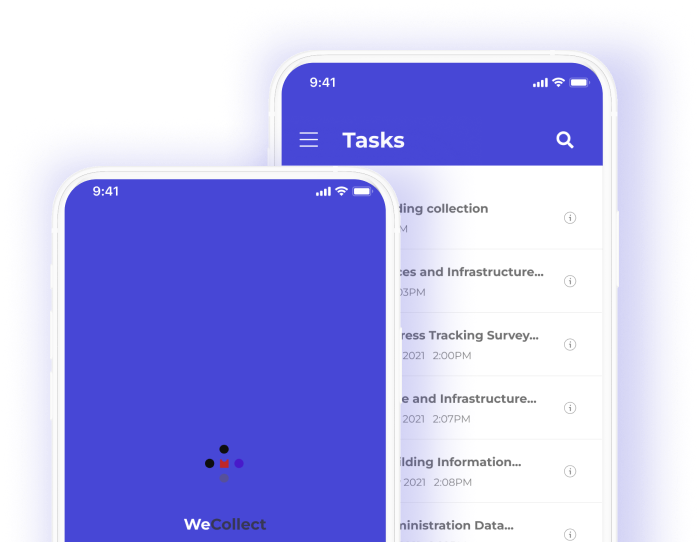 9:41
Tasks
9:41
ding collection
M
ces and Infrastructure...
03PM
ress Tracking Survey...
2021 2:00PM
e and Infrastructure...
2021 2:07PM
ilding Information...
2021 2:08PM
ministration Data...
WeCollect